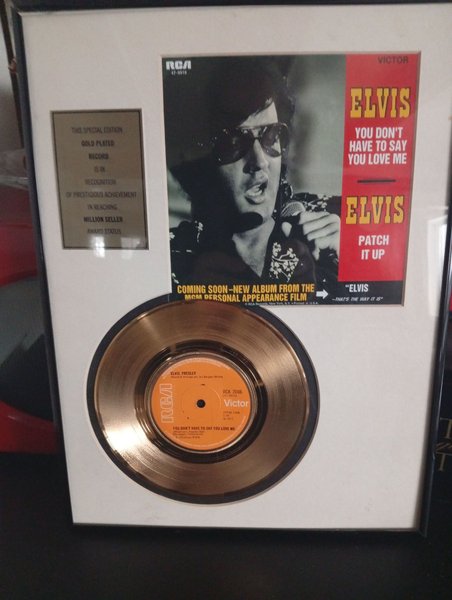 THIS SPECIAL EDITION
GOLD PLATED
RECORD
IS IN
RECOGNITION
OF PRESTIGIOUS ACHIEVEMENT
IN REACHING
MILLION SELLER
AWARD STATUS
RCA
47-9916
VICTOR
ELVIS
YOU DON'T
HAVE TO SAY
YOU LOVE ME
ELVIS
PATCH
IT UP
"ELVIS
–THAT'S THE WAY IT IS"
COMING SOON–NEW ALBUM FROM THE
MGM PERSONAL APPEARANCE FILM
ELVIS PRESLEY
RCA
Victor
YOU DON'T HAVE TO SAY YOU LOVE ME